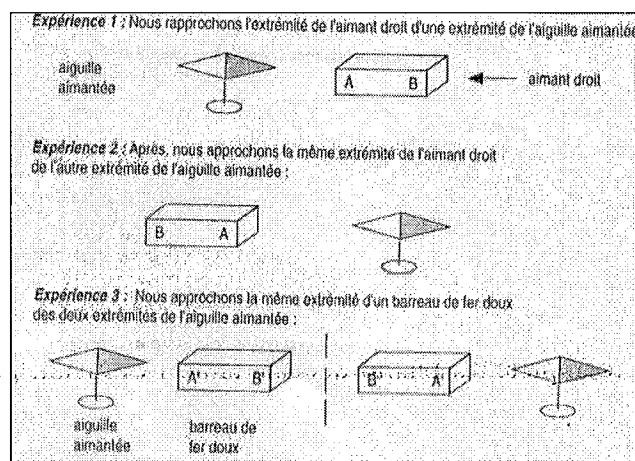 Expérience 1 : Nous rapprochons l'extrémité de l'aimant droit d'une extrémité de l'aiguille aimantée
aiguille
aimantée
A B
aimant droit
Expérience 2 : Après, nous approchons la même extrémité de l'aimant droit
de l'autre extrémité de l'aiguille aimantée :
B A
Expérience 3 : Nous approchons la même extrémité d'un barreau de fer doux
des deux extrémités de l'aiguille aimantée :
A' B'
B' A'
aiguille
aimantée
barreau de
fer doux